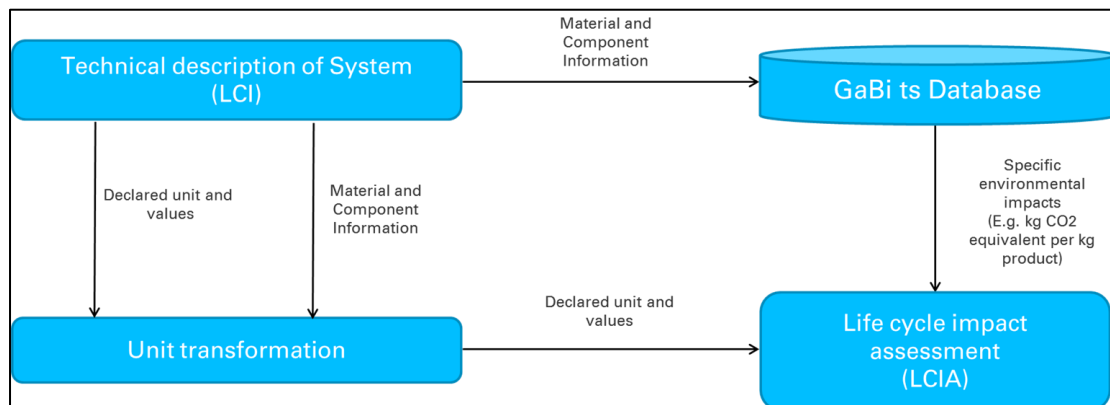 Technical description of System
(LCI)
Material and
Component
Information
GaBi ts Database
Declared unit and
values
Material and
Component
Information
Specific
environmental
impacts
(E.g. kg CO2
equivalent per kg
product)
Unit transformation
Declared unit and
values
Life cycle impact
assessment
(LCIA)